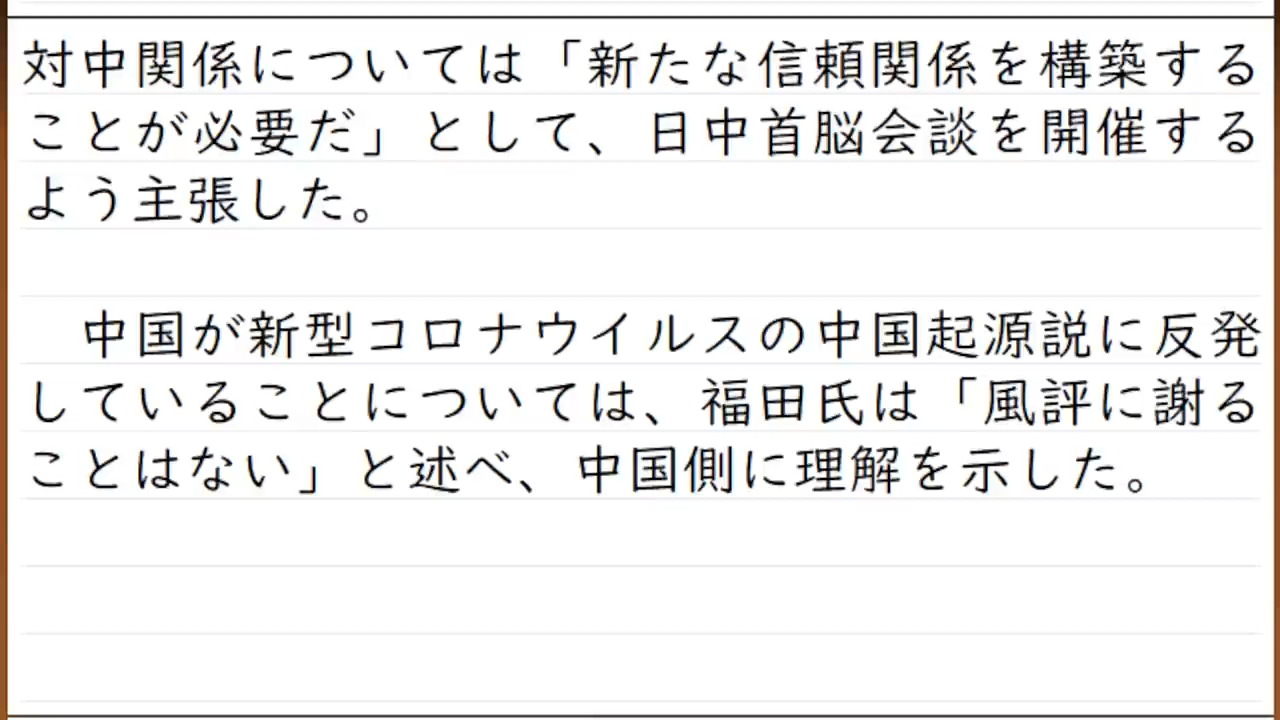 対中関係については「新たな信頼関係を構築する
ことが必要だ」として、日中首脳会談を開催する
よう主張した。
　中国が新型コロナウイルスの中国起源説に反発
していることについては、福田氏は「風評に謝る
ことはない」と述べ、中国側に理解を示した。